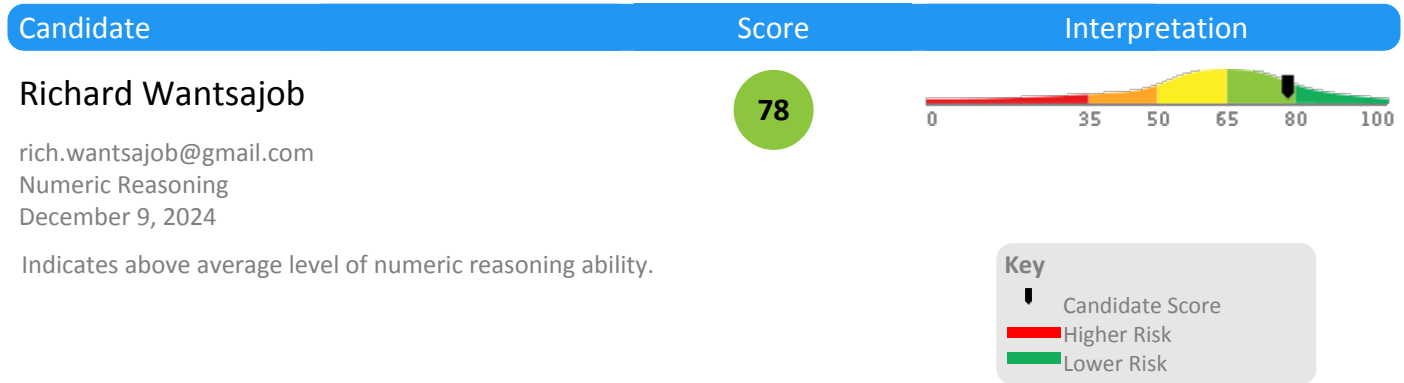 Candidate Score Interpretation
Richard Wantsajob
78
0 35 50 65 80 100
rich.wantsajob@gmail.com
Numeric Reasoning
December 9, 2024
Indicates above average level of numeric reasoning ability.
Key
Candidate Score
Higher Risk
Lower Risk